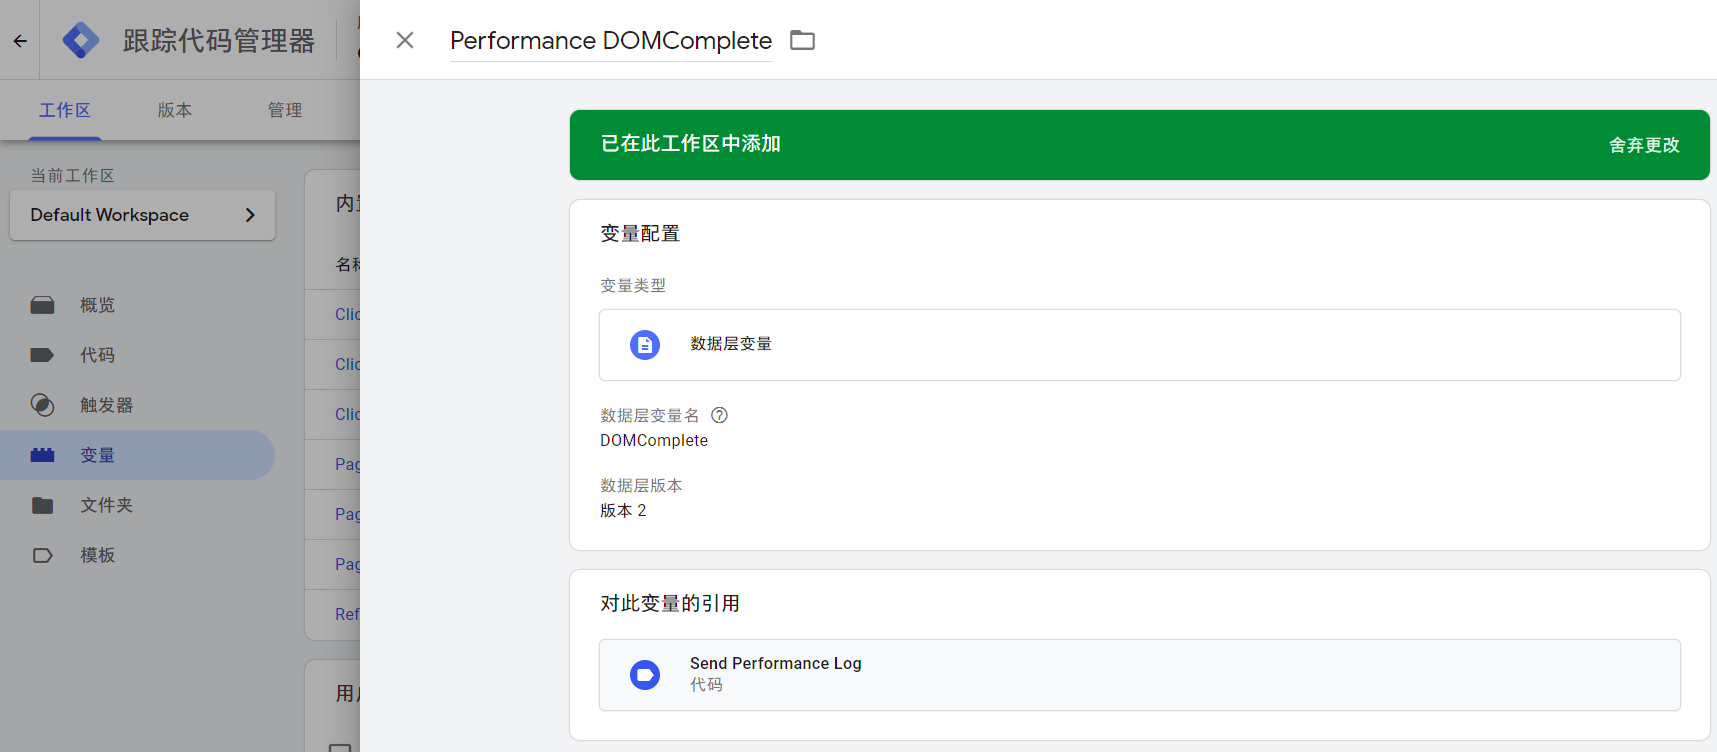 跟踪代码管理器
Performance DOMComplete
工作区
版本
管理
已在此工作区中添加
舍弃更改
当前工作区
Default Workspace
概览
代码
触发器
变量
文件夹
模板
内
名
Clic
Clic
Clic
Pag
Pag
Pag
Ref
用
变量配置
变量类型
数据层变量
数据层变量名
DOMComplete
数据层版本
版本 2
对此变量的引用
Send Performance Log
代码